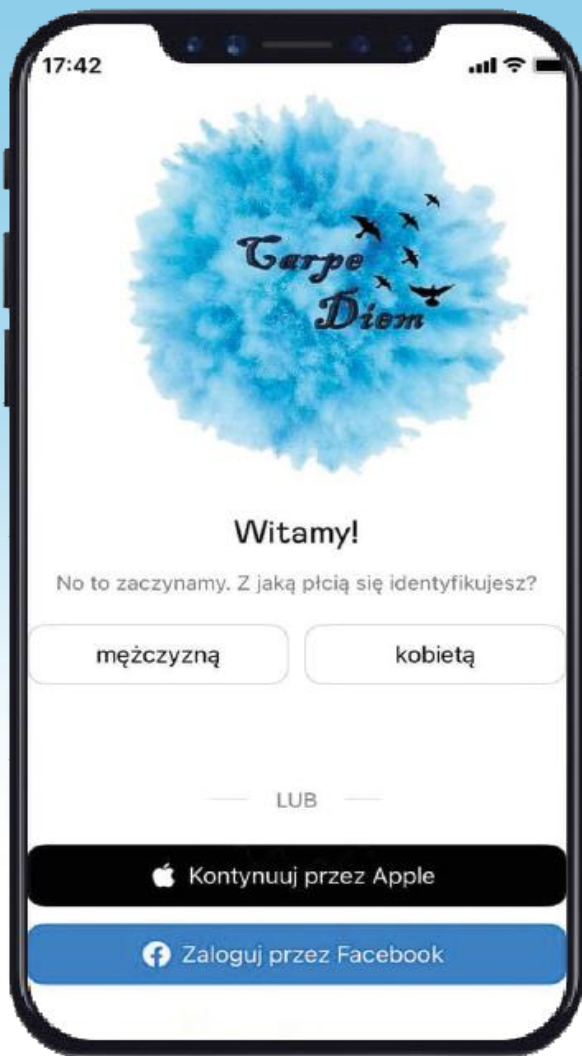 17:42
Carpe
Diem
Witamy!
No to zaczynamy. Z jaką płcią się identyfikujesz?
mężczyzną
kobietą
LUB
Kontynuuj przez Apple
Zaloguj przez Facebook